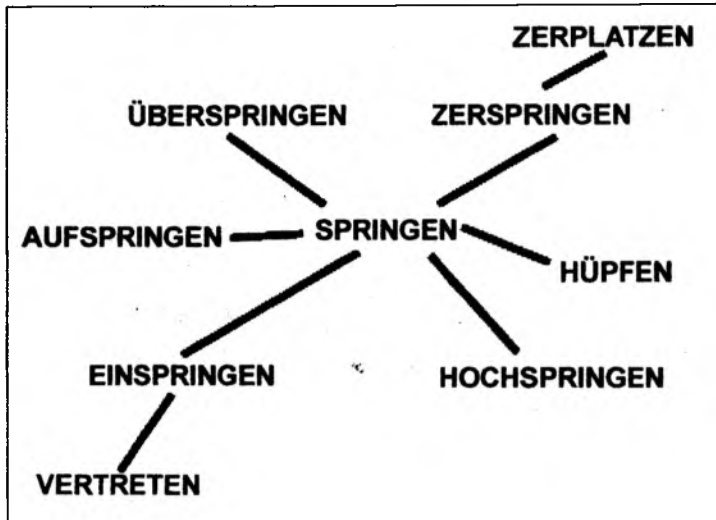 ZERPLATZEN
ÜBERSPRINGEN
ZERSPRINGEN
AUFSPRINGEN
SPRINGEN
HÜPFEN
EINSPRINGEN
HOCHSPRINGEN
VERTRETEN